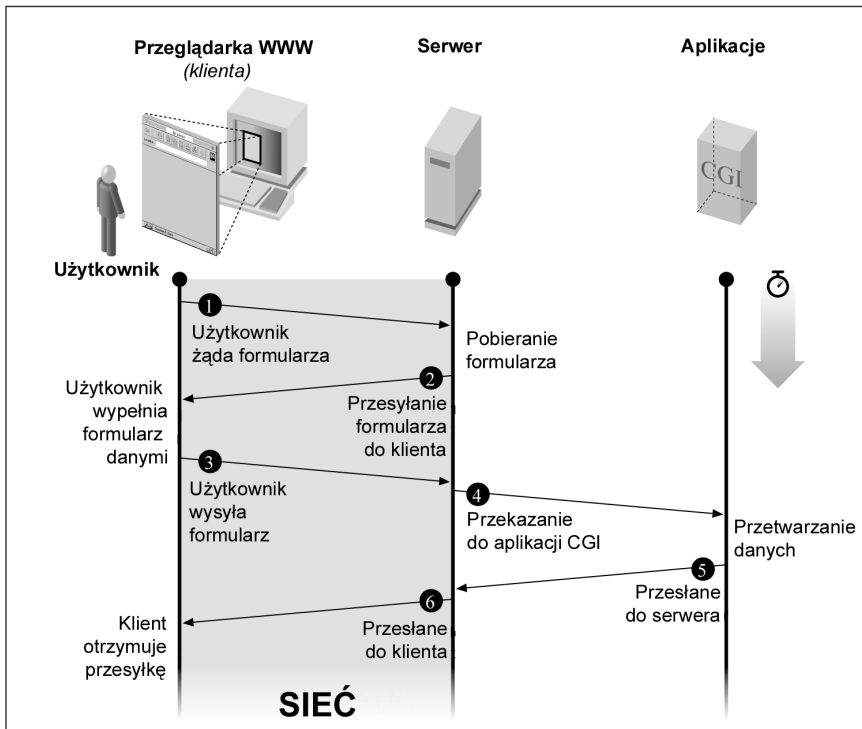 Przeglądarka WWW
(klienta)
Serwer
Aplikacje
CGI
Użytkownik
1
Użytkownik
żąda formularza
Pobieranie
formularza
2
Przesyłanie
formularza
do klienta
Użytkownik
wypełnia
formularz
danymi
3
Użytkownik
wysyła
formularz
4
Przekazanie
do aplikacji CGI
Przetwarzanie
danych
5
Przesłane
do serwera
6
Przesłane
do klienta
Klient
otrzymuje
przesyłkę
SIEĆ